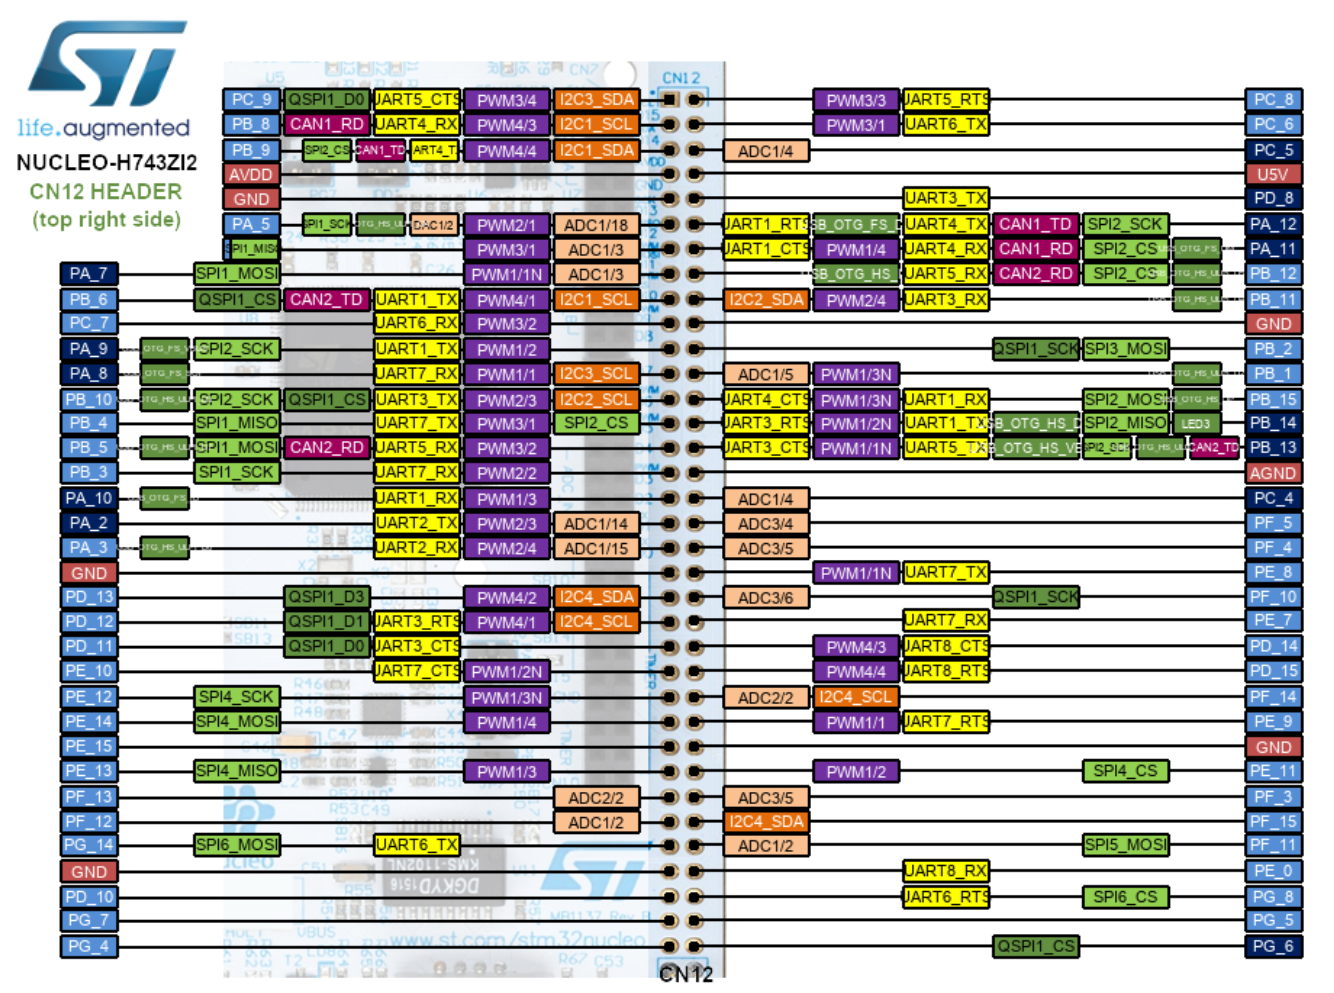 life.augmented
NUCLEO-H743ZI2
CN12 HEADER
(top right side)
CN12
PC_9 QSPI1_D0 UART5_CTS PWM3/4 I2C3_SDA PWM3/3 UART5_RTS PC_8
PB_8 CAN1_RD UART4_RX PWM4/3 I2C1_SCL PWM3/1 UART6_TX PC_6
PB_9 SPI2_CS CAN1_TD PWM4/4 I2C1_SDA ADC1/4 PC_5
AVDD U5V
GND UART3_TX PD_8
PA_5 SPI1_SCK DAC1/2 PWM2/1 ADC1/18 UART1_RTS UART4_TX CAN1_TD SPI2_SCK PA_12
SPI1_MISO PWM3/1 ADC1/3 UART1_CTS PWM1/4 UART4_RX CAN1_RD SPI2_CS PA_11
PA_7 SPI1_MOSI PWM1/1N ADC1/3 UART5_RX CAN2_RD SPI2_CS PB_12
PB_6 QSPI1_CS CAN2_TD UART1_TX PWM4/1 I2C1_SCL I2C2_SDA PWM2/4 UART3_RX PB_11
PC_7 UART6_RX PWM3/2 GND
PA_9 SPI2_SCK UART1_TX PWM1/2 QSPI1_SCK SPI3_MOSI PB_2
PA_8 UART7_RX PWM1/1 I2C3_SCL ADC1/5 PWM1/3N PB_1
PB_10 SPI2_SCK QSPI1_CS UART3_TX PWM2/3 I2C2_SCL UART4_CTS PWM1/3N UART1_RX SPI2_MOSI PB_15
PB_4 SPI1_MISO UART7_TX PWM3/1 SPI2_CS UART3_RTS PWM1/2N UART1_TX SPI2_MISO LED3 PB_14
PB_5 SPI1_MOSI CAN2_RD UART5_RX PWM3/2 UART3_CTS PWM1/1N UART5_TX CAN2_TD PB_13
PB_3 SPI1_SCK UART7_RX PWM2/2 AGND
PA_10 UART1_RX PWM1/3 ADC1/4 PC_4
PA_2 UART2_TX PWM2/3 ADC1/14 ADC3/4 PF_5
PA_3 UART2_RX PWM2/4 ADC1/15 ADC3/5 PF_4
GND PWM1/1N UART7_TX PE_8
PD_13 QSPI1_D3 PWM4/2 I2C4_SDA ADC3/6 QSPI1_SCK PF_10
PD_12 QSPI1_D1 UART3_RTS PWM4/1 I2C4_SCL UART7_RX PE_7
PD_11 QSPI1_D0 UART3_CTS PWM4/3 UART8_CTS PD_14
PE_10 UART7_CTS PWM1/2N PWM4/4 UART8_RTS PD_15
PE_12 SPI4_SCK PWM1/3N ADC2/2 I2C4_SCL PF_14
PE_14 SPI4_MOSI PWM1/4 PWM1/1 UART7_RTS PE_9
PE_15 GND
PE_13 SPI4_MISO PWM1/3 PWM1/2 SPI4_CS PE_11
PF_13 ADC2/2 ADC3/5 PF_3
PF_12 ADC1/2 I2C4_SDA PF_15
PG_14 SPI6_MOSI UART6_TX ADC1/2 SPI5_MOSI PF_11
GND UART8_RX PE_0
PD_10 UART6_RTS SPI6_CS PG_8
PG_7 PG_5
PG_4 QSPI1_CS PG_6
www.st.com/stm32nucleo
CN12